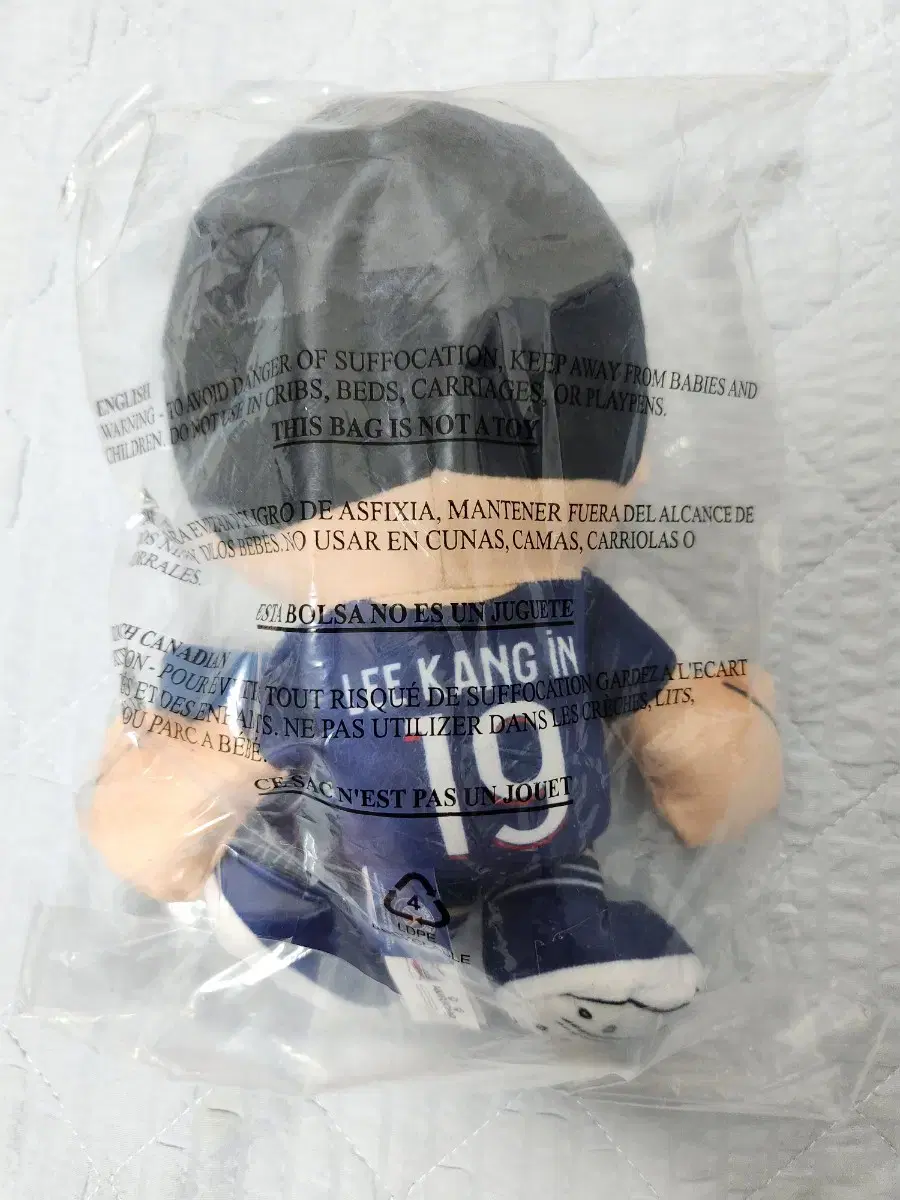 ENGLISH
WARNING - TO AVOID DANGER OF SUFFOCATION, KEEP AWAY FROM BABIES AND
CHILDREN. DO NOT USE IN CRIBS, BEDS, CARRIAGES, OR PLAYPENS.
THIS BAG IS NOT A TOY
DE ASFIXIA, MANTENER FUERA DEL ALCANCE DE
BEBES. NO USAR EN CUNAS, CAMAS, CARRIOLAS O
RRALES.
ESTA BOLSA NO ES UN JUGUETE
CH CANADIAN
TOUT RISQUÉ DE SUFFOCATION GARDEZ A L'ECART
ET DES ENFANTS. NE PAS UTILIZER DANS LES CRECHES, LITS,
OU PARC A BÉBÉ.
CE SAC N'EST PAS UN JOUET
LEE KANG iN
19
4
LDPE
LE